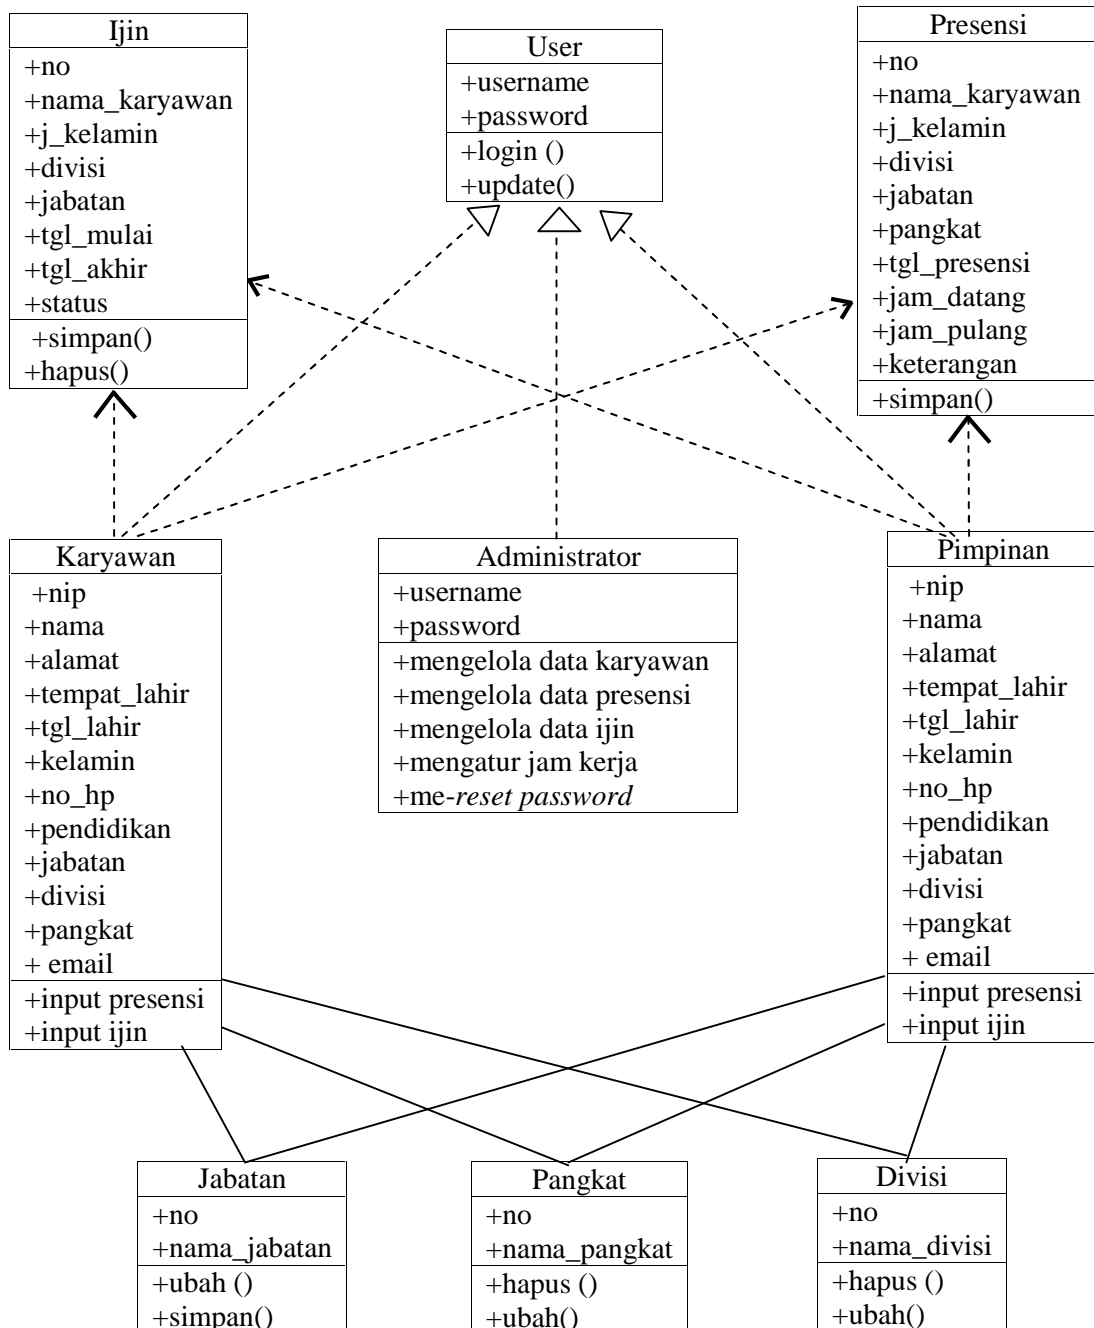 Ijin
+no
+nama_karyawan
+j_kelamin
+divisi
+jabatan
+tgl_mulai
+tgl_akhir
+status
+simpan()
+hapus()
User
+username
+password
+login ()
+update()
Presensi
+no
+nama_karyawan
+j_kelamin
+divisi
+jabatan
+pangkat
+tgl_presensi
+jam_datang
+jam_pulang
+keterangan
+simpan()
Karyawan
+nip
+nama
+alamat
+tempat_lahir
+tgl_lahir
+kelamin
+no_hp
+pendidikan
+jabatan
+divisi
+pangkat
+ email
+input presensi
+input ijin
Administrator
+username
+password
+mengelola data karyawan
+mengelola data presensi
+mengelola data ijin
+mengatur jam kerja
+me-reset password
Pimpinan
+nip
+nama
+alamat
+tempat_lahir
+tgl_lahir
+kelamin
+no_hp
+pendidikan
+jabatan
+divisi
+pangkat
+ email
+input presensi
+input ijin
Jabatan
+no
+nama_jabatan
+ubah ()
+simpan()
Pangkat
+no
+nama_pangkat
+hapus ()
+ubah()
Divisi
+no
+nama_divisi
+hapus ()
+ubah()